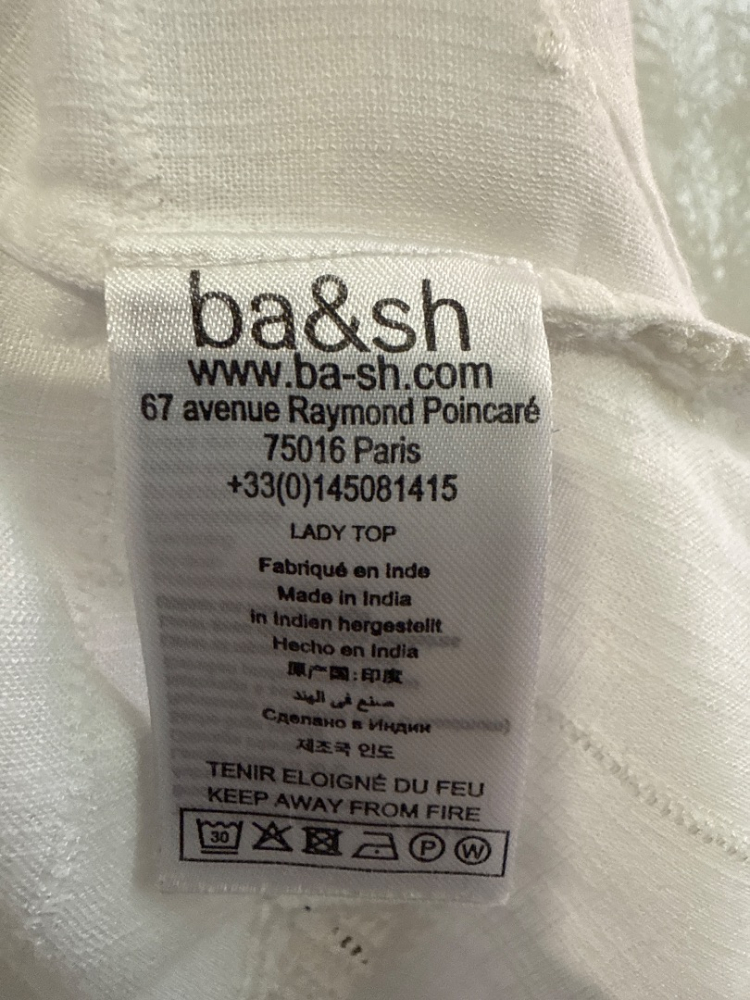 ba&sh
www.ba-sh.com
67 avenue Raymond Poincaré
75016 Paris
+33(0)145081415
LADY TOP
Fabriqué en Inde
Made in India
in Indien hergestellt
Hecho en India
原产国:印度
صنع في الهند
Сделано в Индии
제조국 인도
TENIR ELOIGNÉ DU FEU
KEEP AWAY FROM FIRE
30 P W